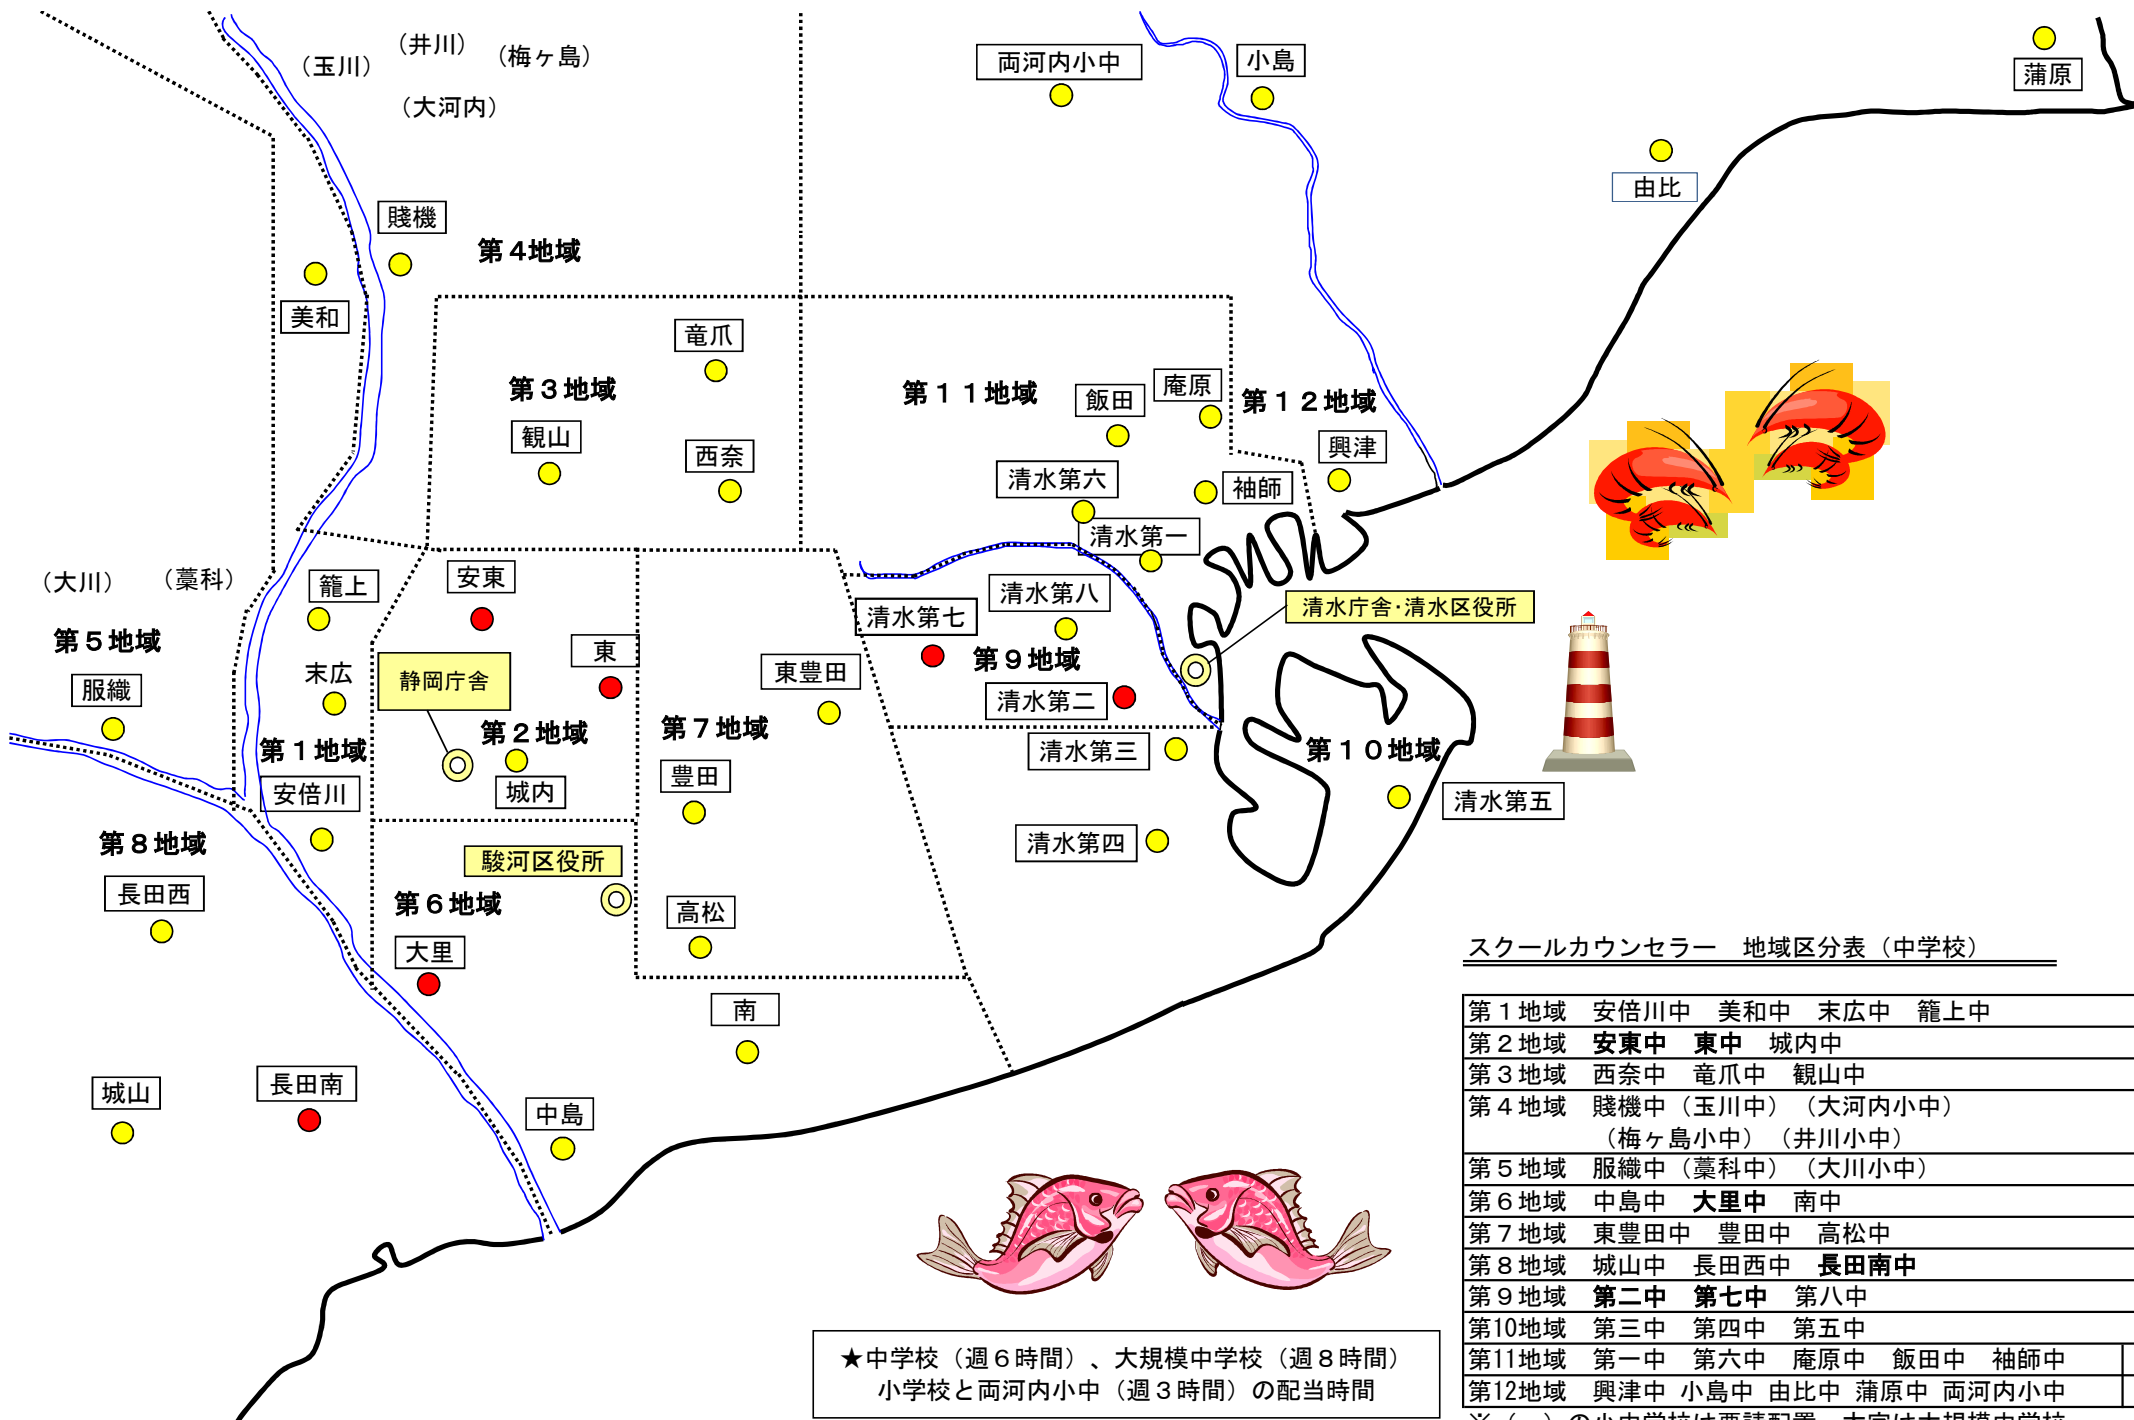 （玉川）
（井川）
（梅ヶ島）
（大河内）
両河内小中
小島
蒲原
由比
賤機
第４地域
美和
竜爪
第３地域
観山
西奈
第１１地域
飯田
庵原
第１２地域
興津
清水第六
袖師
清水第一
（大川）
（藁科）
籠上
安東
清水第八
清水第七
清水庁舎・清水区役所
第５地域
末広
静岡庁舎
東
東豊田
第９地域
服織
清水第二
第１地域
第２地域
第７地域
清水第三
第１０地域
安倍川
城内
豊田
清水第五
第８地域
駿河区役所
清水第四
長田西
第６地域
高松
大里
南
城山
長田南
中島
スクールカウンセラー　地域区分表（中学校）
第１地域　安倍川中　美和中　末広中　籠上中
第２地域　安東中　東中　城内中
第３地域　西奈中　竜爪中　観山中
第４地域　賤機中（玉川中）（大河内小中）
（梅ヶ島小中）（井川小中）
第５地域　服織中（藁科中）（大川小中）
第６地域　中島中　大里中　南中
第７地域　東豊田中　豊田中　高松中
第８地域　城山中　長田西中　長田南中
第９地域　第二中　第七中　第八中
第10地域　第三中　第四中　第五中
第11地域　第一中　第六中　庵原中　飯田中　袖師中
第12地域　興津中 小島中 由比中 蒲原中 両河内小中
※（　）の小中学校は要請配置　太字は大規模中学校
★中学校（週６時間）、大規模中学校（週８時間）
小学校と両河内小中（週３時間）の配当時間